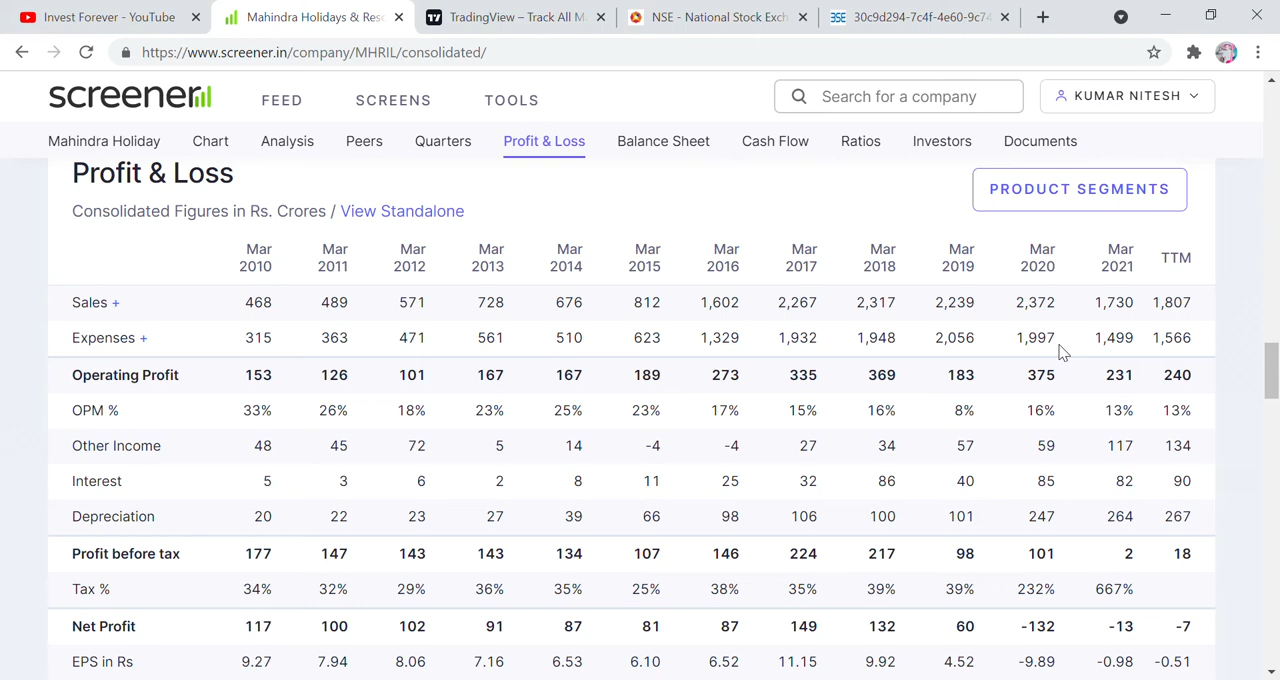 Invest Forever - YouTube
Mahindra Holidays & Reso
TradingView – Track All M
NSE - National Stock Exch
BSE 30c9d294-7c4f-4e60-9c74
https://www.screener.in/company/MHRIL/consolidated/
screener FEED SCREENS TOOLS Search for a company KUMAR NITESH
Mahindra Holiday Chart Analysis Peers Quarters Profit & Loss Balance Sheet Cash Flow Ratios Investors Documents
Profit & Loss
PRODUCT SEGMENTS
Consolidated Figures in Rs. Crores / View Standalone
Mar 2010 Mar 2011 Mar 2012 Mar 2013 Mar 2014 Mar 2015 Mar 2016 Mar 2017 Mar 2018 Mar 2019 Mar 2020 Mar 2021 TTM
Sales + 468 489 571 728 676 812 1,602 2,267 2,317 2,239 2,372 1,730 1,807
Expenses + 315 363 471 561 510 623 1,329 1,932 1,948 2,056 1,997 1,499 1,566
Operating Profit 153 126 101 167 167 189 273 335 369 183 375 231 240
OPM % 33% 26% 18% 23% 25% 23% 17% 15% 16% 8% 16% 13% 13%
Other Income 48 45 72 5 14 -4 -4 27 34 57 59 117 134
Interest 5 3 6 2 8 11 25 32 86 40 85 82 90
Depreciation 20 22 23 27 39 66 98 106 100 101 247 264 267
Profit before tax 177 147 143 143 134 107 146 224 217 98 101 2 18
Tax % 34% 32% 29% 36% 35% 25% 38% 35% 39% 39% 232% 667%
Net Profit 117 100 102 91 87 81 87 149 132 60 -132 -13 -7
EPS in Rs 9.27 7.94 8.06 7.16 6.53 6.10 6.52 11.15 9.92 4.52 -9.89 -0.98 -0.51